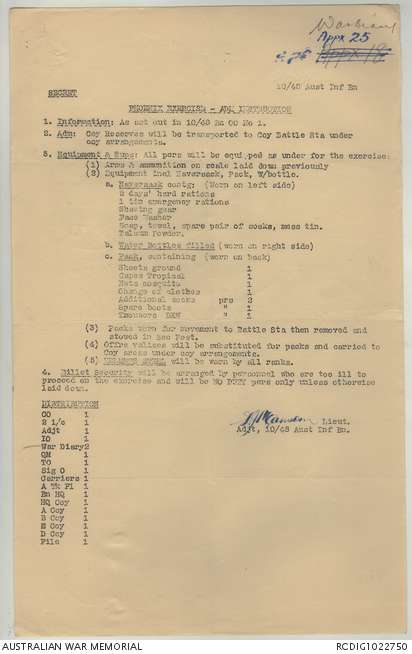 Appx 25
10/48 Aust Inf Bn
SECRET
PHOENIX EXERCISE - ADM INSTRUCTION
1. Information: As set out in 10/48 Bn OO No 1.
2. Adm: Coy Reserves will be transported to Coy Battle Sta under
coy arrangements.
3. Equipment & Eqps: All pers will be equipped as under for the exercise:
(1) Arms & ammunition on scale laid down previously
(2) Equipment incl Haversack, Pack, W/bottle.
a. Haversack contg: (Worn on left side)
2 days' hard rations
1 tin emergency rations
Shaving gear
Face Washer
Soap, towel, spare pair of socks, mess tin.
Talcum Powder.
b. Water Bottles filled (worn on right side)
c. Pack, containing (worn on back)
Sheets ground 1
Capes Tropical 1
Nets mosquito 1
Change of clothes 1
Additional socks prs 2
Spare boots " 1
Trousers " 1
(3) Packs worn for movement to Battle Sta then removed and
stowed in Sec Post.
(4) Offrs valises will be substituted for packs and carried to
Coy areas under coy arrangements.
(5) will be worn by all ranks.
4. Billet Security will be arranged by personnel who are too ill to
proceed on the exercise and will be NO DUTY pers only unless otherwise
laid down.
DISTRIBUTION
CO 1
2 i/c 1
Adjt 1
IO 1
War Diary 2
QM 1
TO 1
Sig O 1
Carriers 1
A Tk Pl 1
Bn HQ 1
HQ Coy 1
A Coy 1
B Coy 1
E Coy 1
D Coy 1
File 1
Lieut.
Adjt, 10/48 Aust Inf Bn.
AUSTRALIAN WAR MEMORIAL
RCDIG1022750